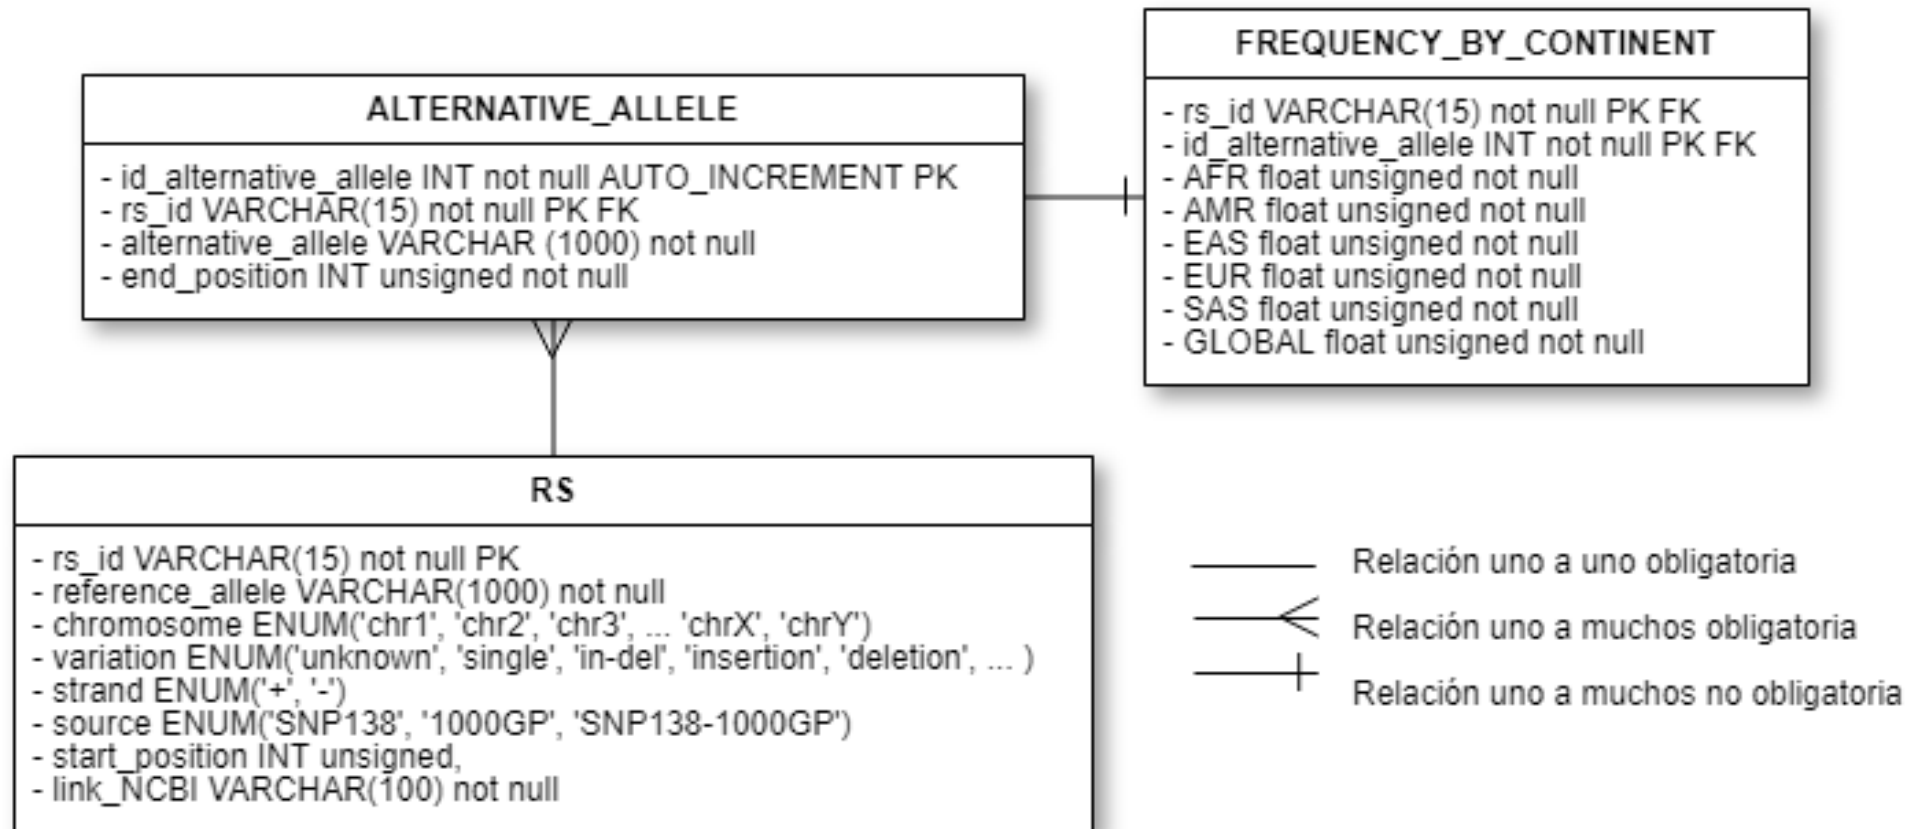 FREQUENCY_BY_CONTINENT
- rs_id VARCHAR(15) not null PK FK
- id_alternative_allele INT not null PK FK
- AFR float unsigned not null
- AMR float unsigned not null
- EAS float unsigned not null
- EUR float unsigned not null
- SAS float unsigned not null
- GLOBAL float unsigned not null
ALTERNATIVE_ALLELE
- id_alternative_allele INT not null AUTO_INCREMENT PK
- rs_id VARCHAR(15) not null PK FK
- alternative_allele VARCHAR (1000) not null
- end_position INT unsigned not null
RS
- rs_id VARCHAR(15) not null PK
- reference_allele VARCHAR(1000) not null
- chromosome ENUM('chr1', 'chr2', 'chr3', ... 'chrX', 'chrY')
- variation ENUM('unknown', 'single', 'in-del', 'insertion', 'deletion', ... )
- strand ENUM('+', '-')
- source ENUM('SNP138', '1000GP', 'SNP138-1000GP')
- start_position INT unsigned,
- link_NCBI VARCHAR(100) not null
Relación uno a uno obligatoria
Relación uno a muchos obligatoria
Relación uno a muchos no obligatoria